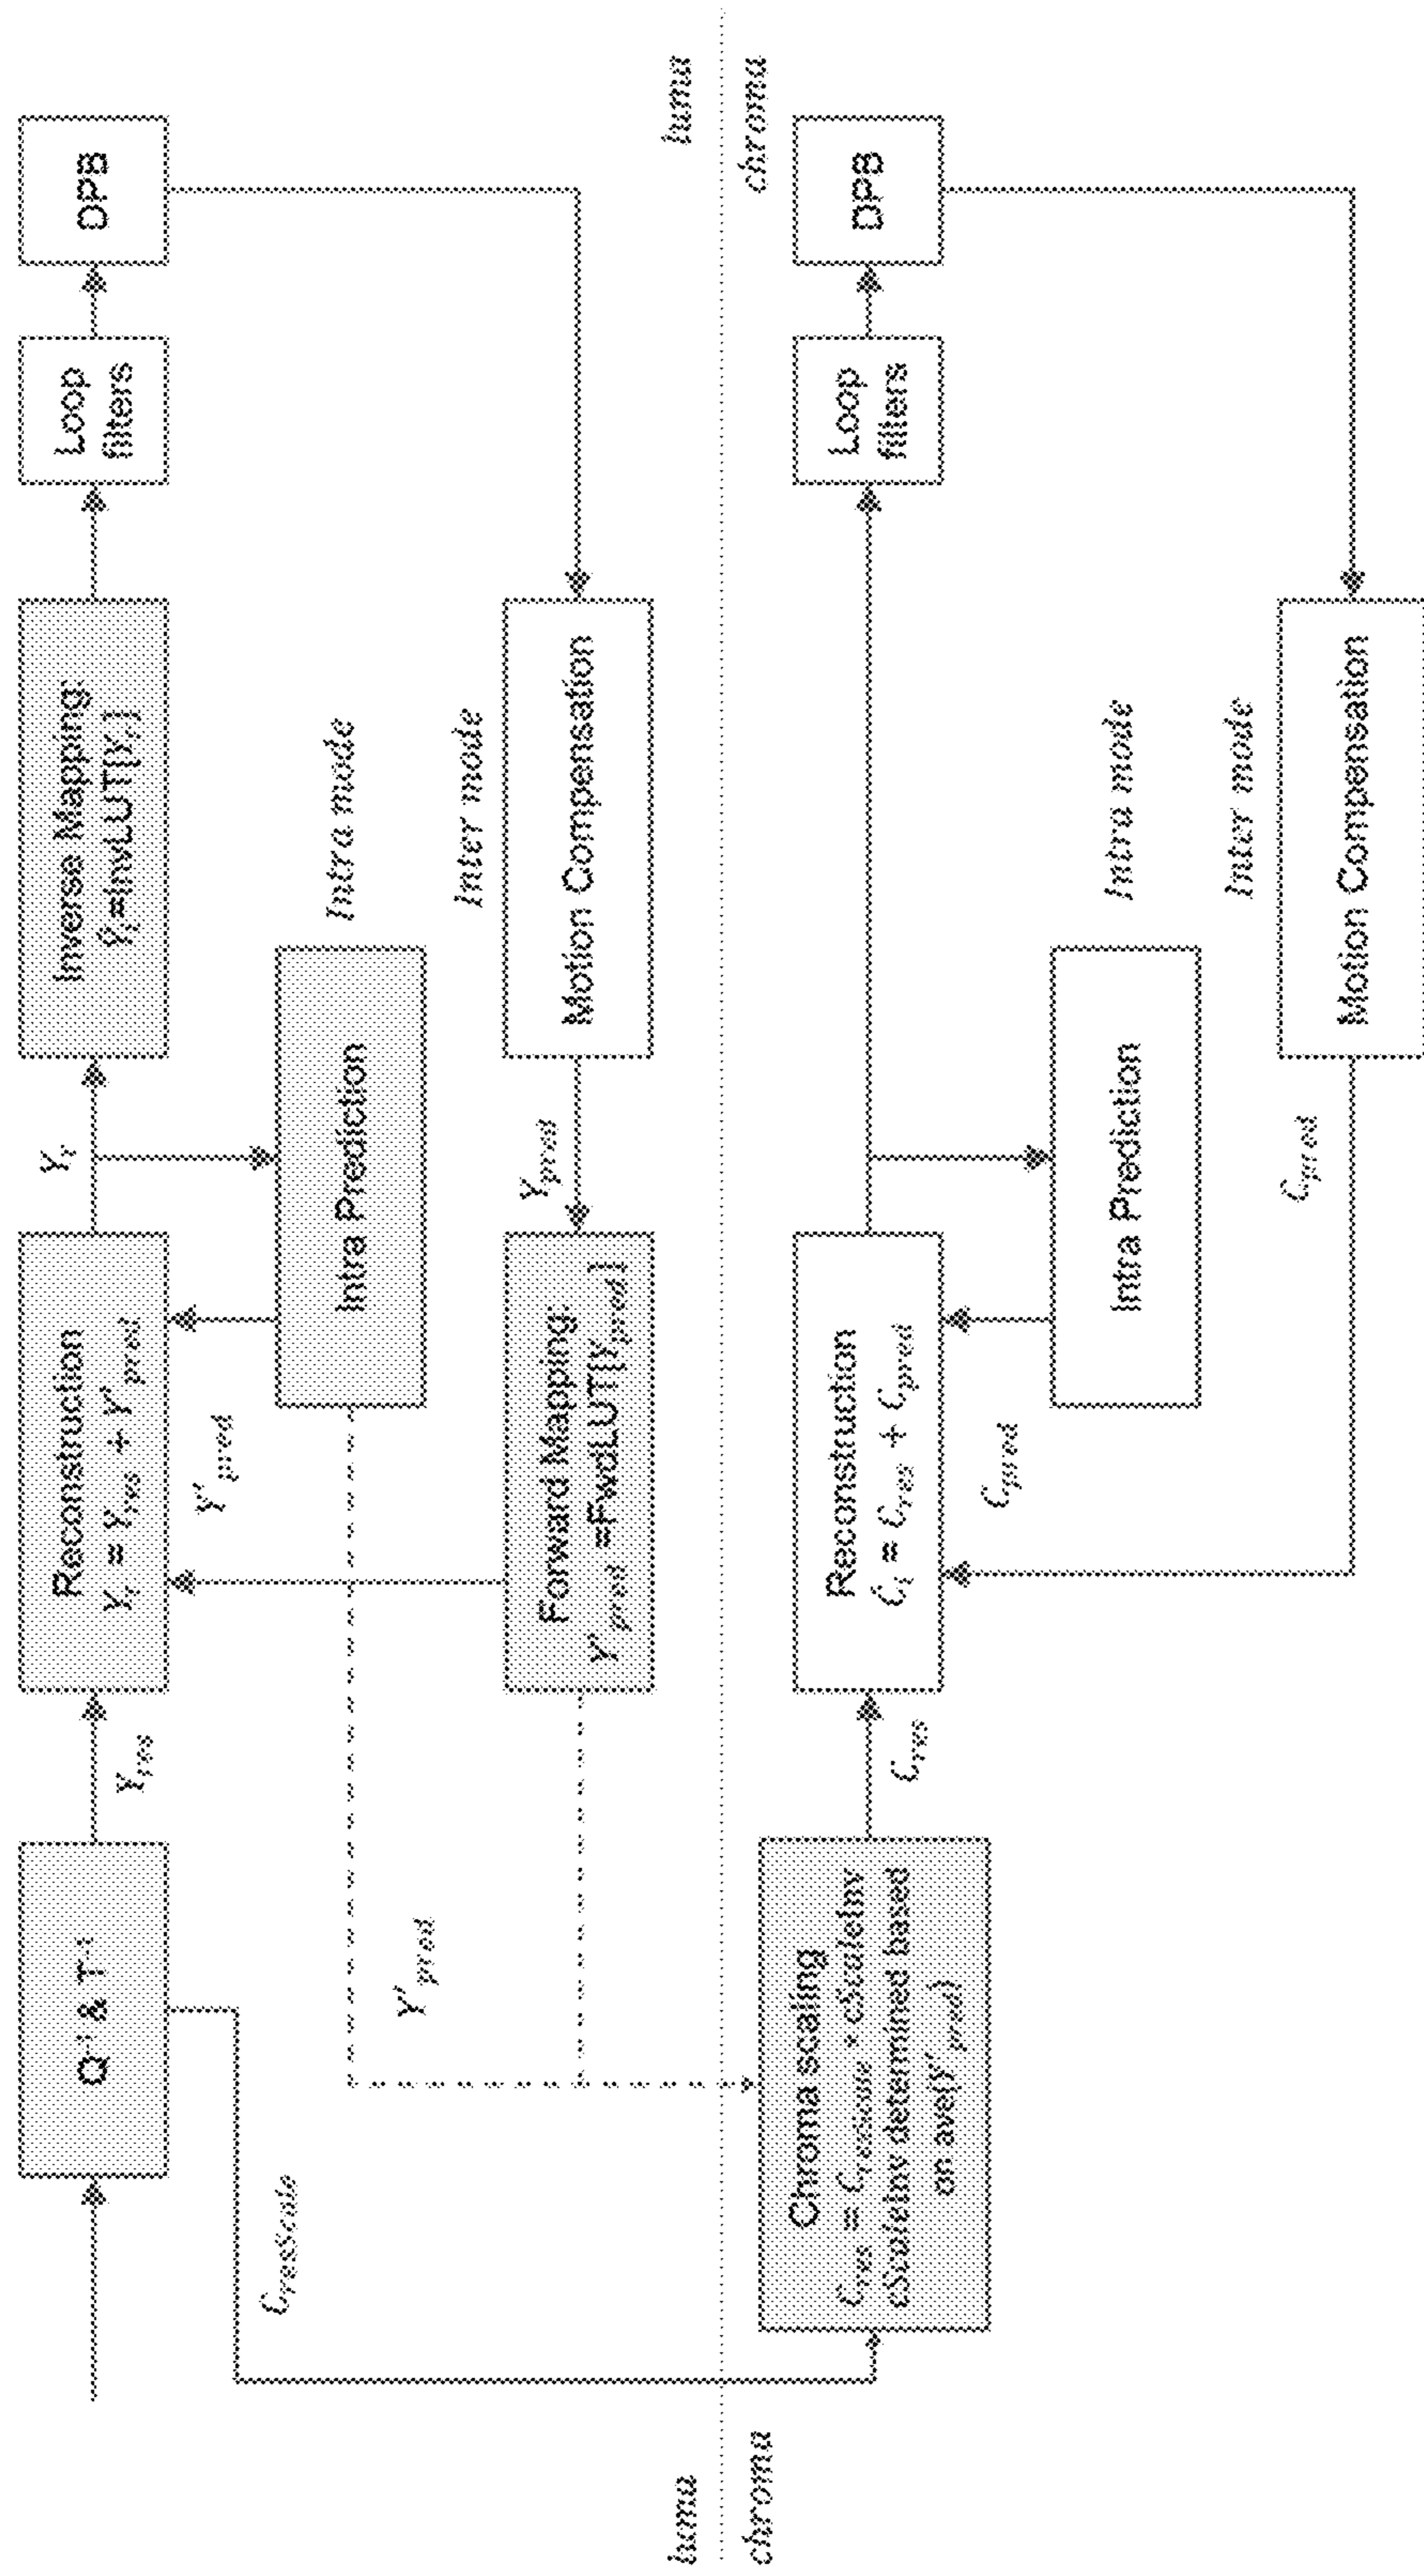 Q⁻¹ & T⁻¹
Y_res
Reconstruction
Y_r = Y_res + Y'_pred
Y_r
Inverse Mapping:
Ŷ_i=InvLUT[Y_r]
Loop
filters
DPB
Y'_pred
Intra Prediction
Intra mode
C_resScale
Y'_pred
Forward Mapping:
Y'_pred =FwdLUT[Y_pred]
Y_pred
Inter mode
Motion Compensation
luma
luma
chroma
chroma
Chroma scaling
C_res = C_resScale * cScaleInv
cScaleInv determined based
on ave(Y'_pred)
C_res
Reconstruction
C_r = C_res + C_pred
Loop
filters
DPB
C_pred
Intra Prediction
Intra mode
C_pred
Inter mode
Motion Compensation